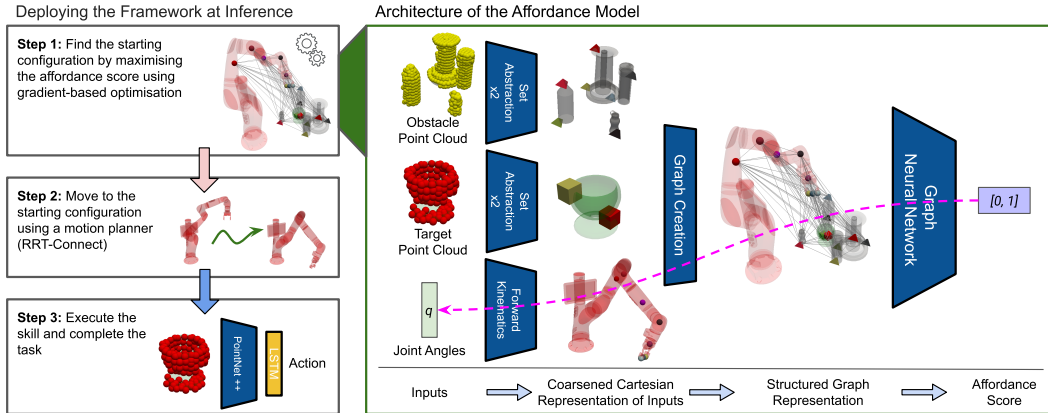 Deploying the Framework at Inference
Step 1: Find the starting
configuration by maximising
the affordance score using
gradient-based optimisation
Step 2: Move to the
starting configuration
using a motion planner
(RRT-Connect)
Step 3: Execute the
skill and complete the
task
PointNet ++
LSTM
Action
Architecture of the Affordance Model
Obstacle
Point Cloud
Set
Abstraction
x2
Target
Point Cloud
Set
Abstraction
x2
q
Joint Angles
Forward
Kinematics
Graph Creation
Graph
Neural Network
[0, 1]
Inputs
Coarsened Cartesian
Representation of Inputs
Structured Graph
Representation
Affordance
Score